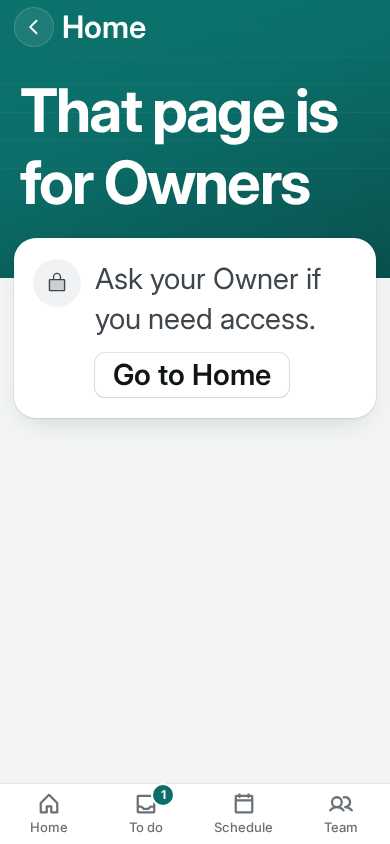 Home
That page is
for Owners
Ask your Owner if
you need access.
Go to Home
1
Home
To do
Schedule
Team